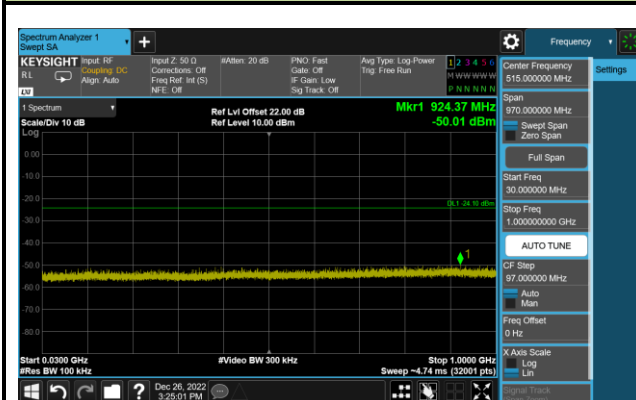 Spectrum Analyzer 1
Swept SA
+
Frequency
KEYSIGHT
RL
Input: RF
Coupling: DC
Align: Auto
Input Z: 50 Ω
Corrections: Off
Freq Ref: Int (S)
NFE: Off
#Atten: 20 dB
PNO: Fast
Gate: Off
IF Gain: Low
Sig Track: Off
Avg Type: Log-Power
Trig: Free Run
1 2 3 4 5 6
M W W W W W
P N N N N N
1 Spectrum
Scale/Div 10 dB
Log
Ref Lvl Offset 22.00 dB
Ref Level 10.00 dBm
Mkr1 924.37 MHz
-50.01 dBm
0.00
-10.0
-20.0
-30.0
-40.0
-50.0
-60.0
-70.0
-80.0
DL1 -24.10 dBm
1
Start 0.0300 GHz
#Res BW 100 kHz
#Video BW 300 kHz
Stop 1.0000 GHz
Sweep ~4.74 ms (32001 pts)
Dec 26, 2022
3:25:01 PM
Center Frequency
515.000000 MHz
Settings
Span
970.000000 MHz
Swept Span
Zero Span
Full Span
Start Freq
30.000000 MHz
Stop Freq
1.000000000 GHz
AUTO TUNE
CF Step
97.000000 MHz
Auto
Man
Freq Offset
0 Hz
X Axis Scale
Log
Lin
Signal Track